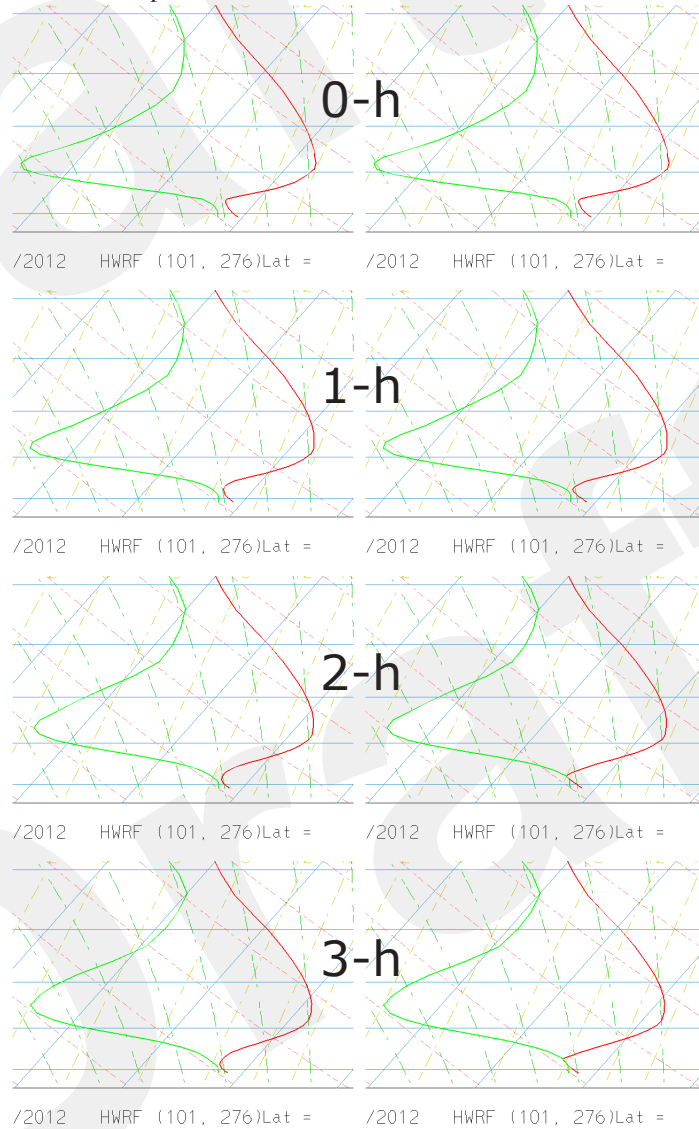 0-h
/2012 HWRF (101, 276)Lat = /2012 HWRF (101, 276)Lat =
1-h
/2012 HWRF (101, 276)Lat = /2012 HWRF (101, 276)Lat =
2-h
/2012 HWRF (101, 276)Lat = /2012 HWRF (101, 276)Lat =
3-h
/2012 HWRF (101, 276)Lat = /2012 HWRF (101, 276)Lat =